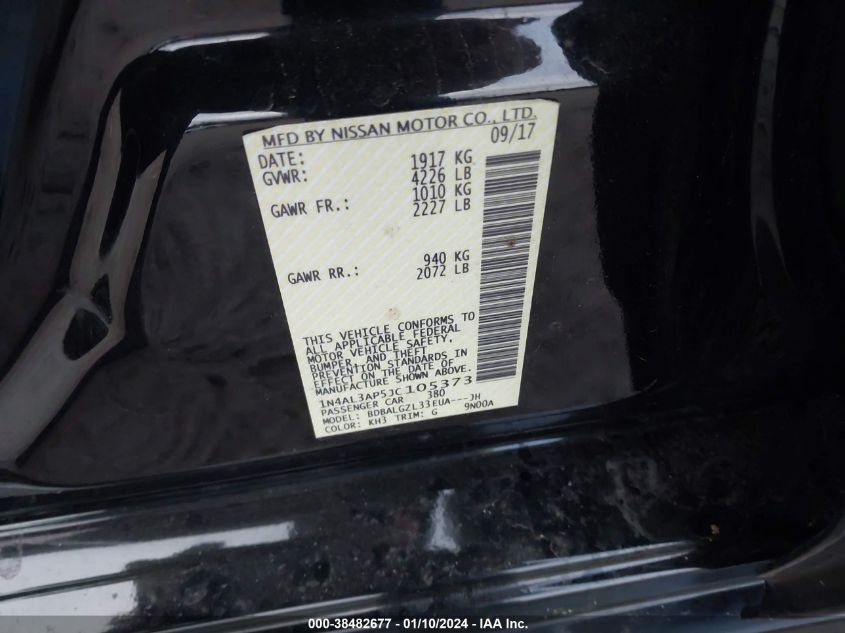 MFD BY NISSAN MOTOR CO., LTD.
DATE: 09/17
GVWR: 1917 KG
4226 LB
GAWR FR.: 1010 KG
2227 LB
GAWR RR.: 940 KG
2072 LB
THIS VEHICLE CONFORMS TO
ALL APPLICABLE FEDERAL
MOTOR VEHICLE SAFETY,
BUMPER, AND THEFT
PREVENTION STANDARDS IN
EFFECT ON THE DATE OF
MANUFACTURE SHOWN ABOVE.
1N4AL3AP5JC105373
PASSENGER CAR 380
MODEL: BDBALGZL33EUA---JH
COLOR: KH3 TRIM: G 9N00A
000-38482677 - 01/10/2024 - IAA Inc.